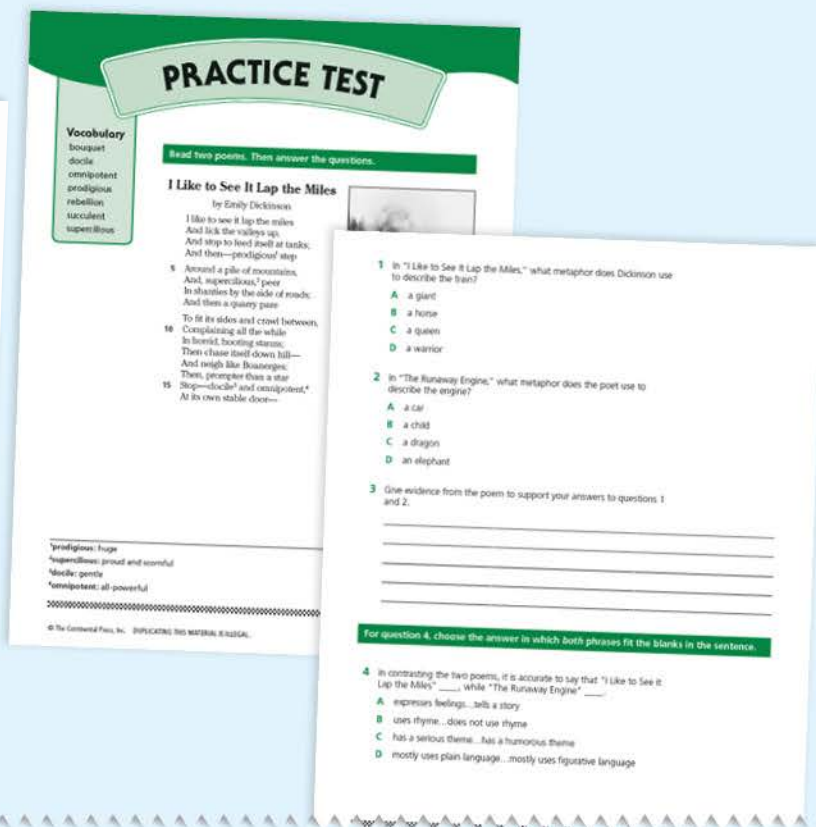 PRACTICE TEST
Vocabulary
bouquet
docile
omnipotent
prodigious
rebellion
succulent
supercilious
Read two poems. Then answer the questions.
I Like to See It Lap the Miles
by Emily Dickinson
I like to see it lap the miles
And lick the valleys up,
And stop to feed itself at tanks;
And then—prodigious¹ step
5 Around a pile of mountains,
And, supercilious,² peer
In shanties by the side of roads;
And then a quarry pare
To fit its sides and crawl between,
10 Complaining all the while
In horrid, hooting stanza;
Then chase itself down hill—
And neigh like Boanerges;
Then, prompter than a star
15 Stop—docile³ and omnipotent,⁴
At its own stable door—
¹prodigious: huge
²supercilious: proud and scornful
³docile: gentle
⁴omnipotent: all-powerful
© The Continental Press, Inc. DUPLICATING THIS MATERIAL IS ILLEGAL.
1 In "I Like to See It Lap the Miles," what metaphor does Dickinson use
to describe the train?
A a giant
B a horse
C a queen
D a warrior
2 In "The Runaway Engine," what metaphor does the poet use to
describe the engine?
A a car
B a child
C a dragon
D an elephant
3 Give evidence from the poem to support your answers to questions 1
and 2.
For question 4, choose the answer in which both phrases fit the blanks in the sentence.
4 In contrasting the two poems, it is accurate to say that "I Like to See it
Lap the Miles" ____, while "The Runaway Engine" ____.
A expresses feelings...tells a story
B uses rhyme...does not use rhyme
C has a serious theme...has a humorous theme
D mostly uses plain language...mostly uses figurative language